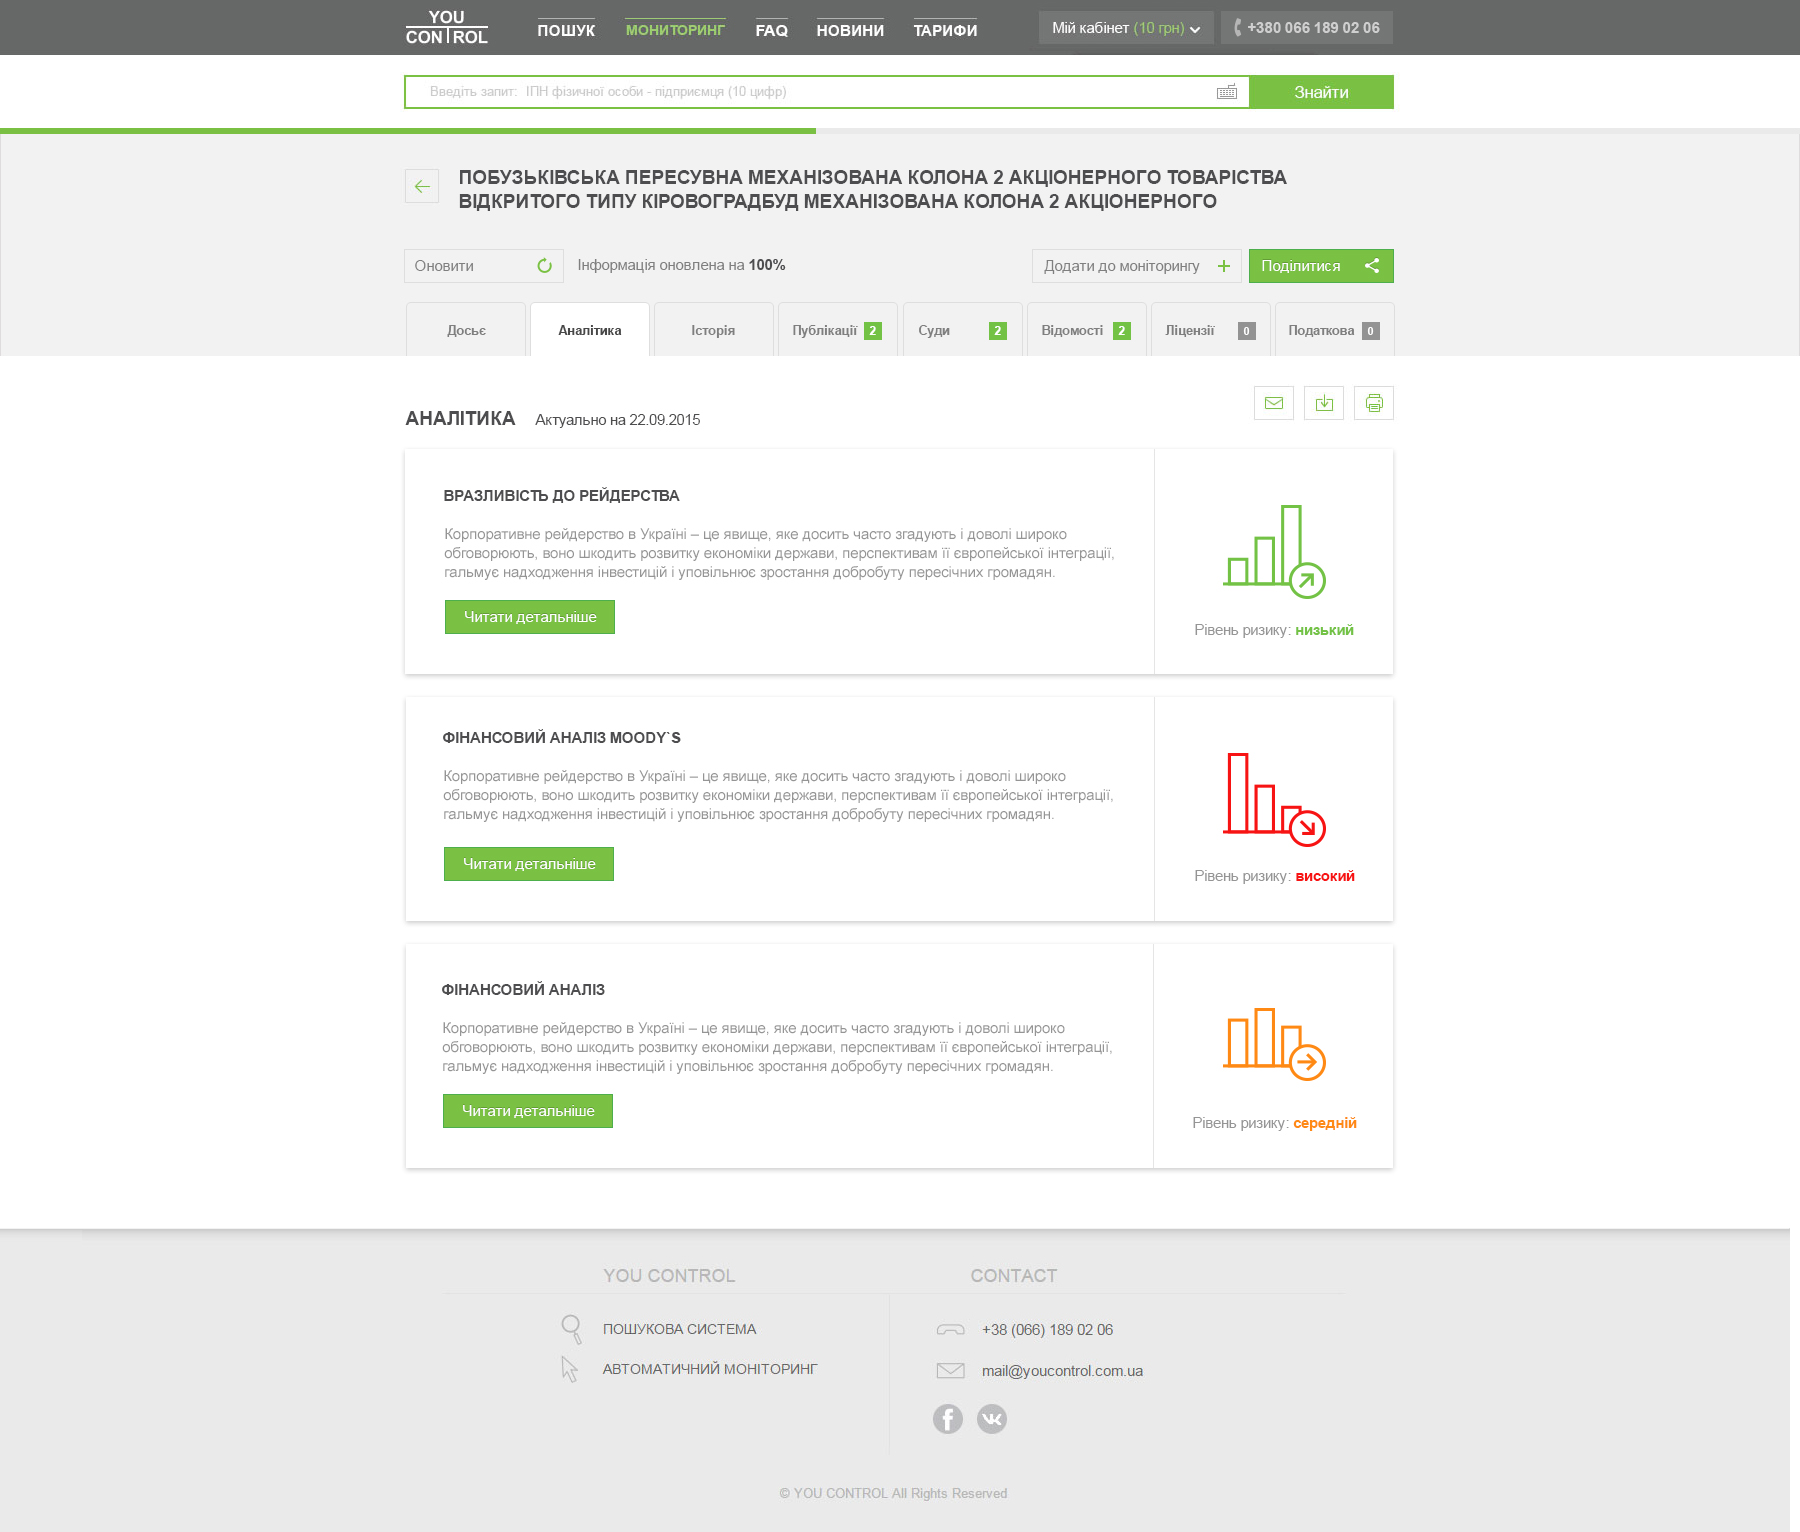 YOU
CONTROL
ПОШУК
МОНИТОРИНГ
FAQ
НОВИНИ
ТАРИФИ
Мій кабінет (10 грн)
+380 066 189 02 06
Введіть запит: ІПН фізичної особи - підприємця (10 цифр)
Знайти
ПОБУЗЬКІВСЬКА ПЕРЕСУВНА МЕХАНІЗОВАНА КОЛОНА 2 АКЦІОНЕРНОГО ТОВАРІСТВА
ВІДКРИТОГО ТИПУ КІРОВОГРАДБУД МЕХАНІЗОВАНА КОЛОНА 2 АКЦІОНЕРНОГО
Оновити
Інформація оновлена на 100%
Додати до моніторингу
Поділитися
Досьє
Аналітика
Історія
Публікації 2
Суди 2
Відомості 2
Ліцензії 0
Податкова 0
АНАЛІТИКА
Актуально на 22.09.2015
ВРАЗЛИВІСТЬ ДО РЕЙДЕРСТВА
Корпоративне рейдерство в Україні – це явище, яке досить часто згадують і доволі широко
обговорюють, воно шкодить розвитку економіки держави, перспективам її європейської інтеграції,
гальмує надходження інвестицій і уповільнює зростання добробуту пересічних громадян.
Читати детальніше
Рівень ризику: низький
ФІНАНСОВИЙ АНАЛІЗ MOODY`S
Корпоративне рейдерство в Україні – це явище, яке досить часто згадують і доволі широко
обговорюють, воно шкодить розвитку економіки держави, перспективам її європейської інтеграції,
гальмує надходження інвестицій і уповільнює зростання добробуту пересічних громадян.
Читати детальніше
Рівень ризику: високий
ФІНАНСОВИЙ АНАЛІЗ
Корпоративне рейдерство в Україні – це явище, яке досить часто згадують і доволі широко
обговорюють, воно шкодить розвитку економіки держави, перспективам її європейської інтеграції,
гальмує надходження інвестицій і уповільнює зростання добробуту пересічних громадян.
Читати детальніше
Рівень ризику: середній
YOU CONTROL
ПОШУКОВА СИСТЕМА
АВТОМАТИЧНИЙ МОНІТОРИНГ
CONTACT
+38 (066) 189 02 06
mail@youcontrol.com.ua
© YOU CONTROL All Rights Reserved